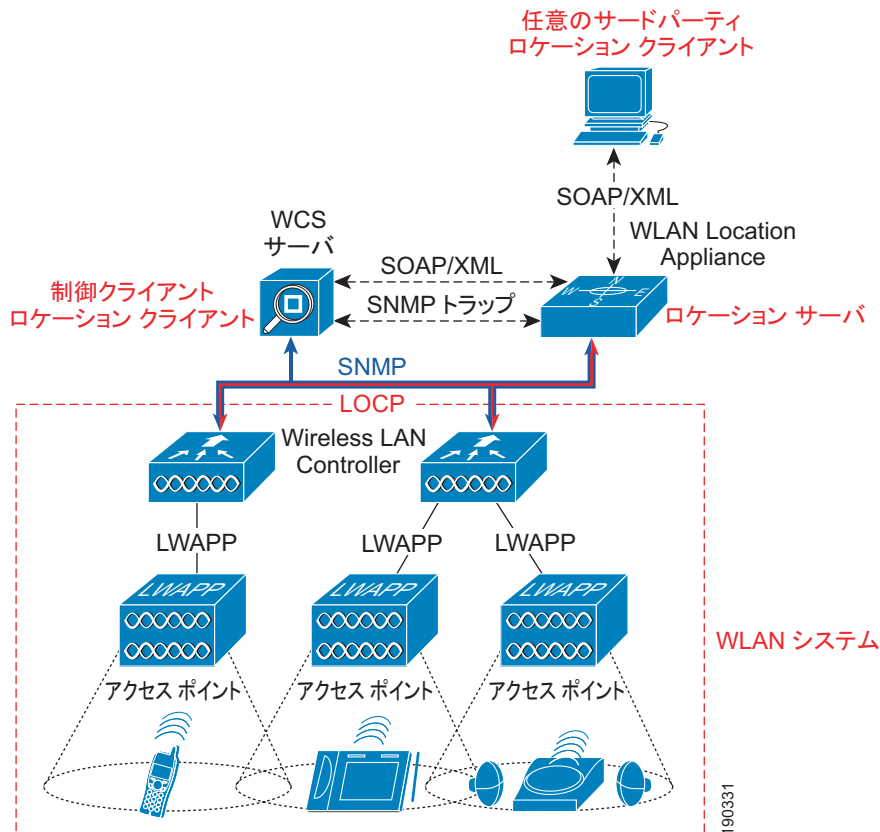 任意のサードパーティ
ロケーション クライアント
SOAP/XML
WLAN Location
Appliance
WCS
サーバ
SOAP/XML
SNMP トラップ
制御クライアント
ロケーション クライアント
N
W
E
S
ロケーション サーバ
SNMP
LOCP
Wireless LAN
Controller
LWAPP
LWAPP
LWAPP
LWAPP
LWAPP
LWAPP
WLAN システム
アクセス ポイント
アクセス ポイント
アクセス ポイント
190331